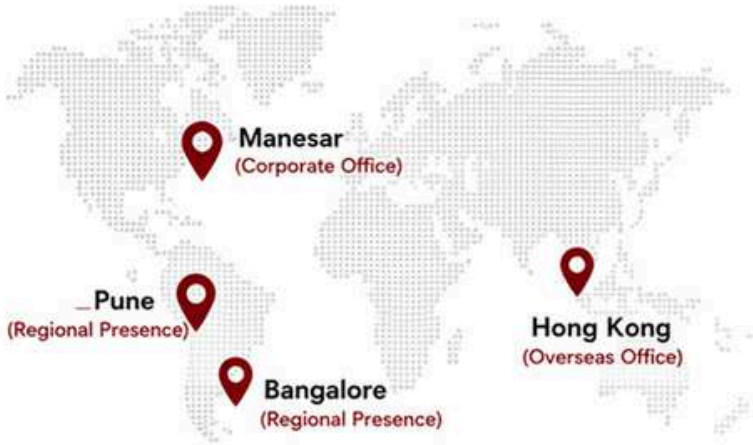 Manesar
(Corporate Office)
_Pune
(Regional Presence)
Hong Kong
(Overseas Office)
Bangalore
(Regional Presence)